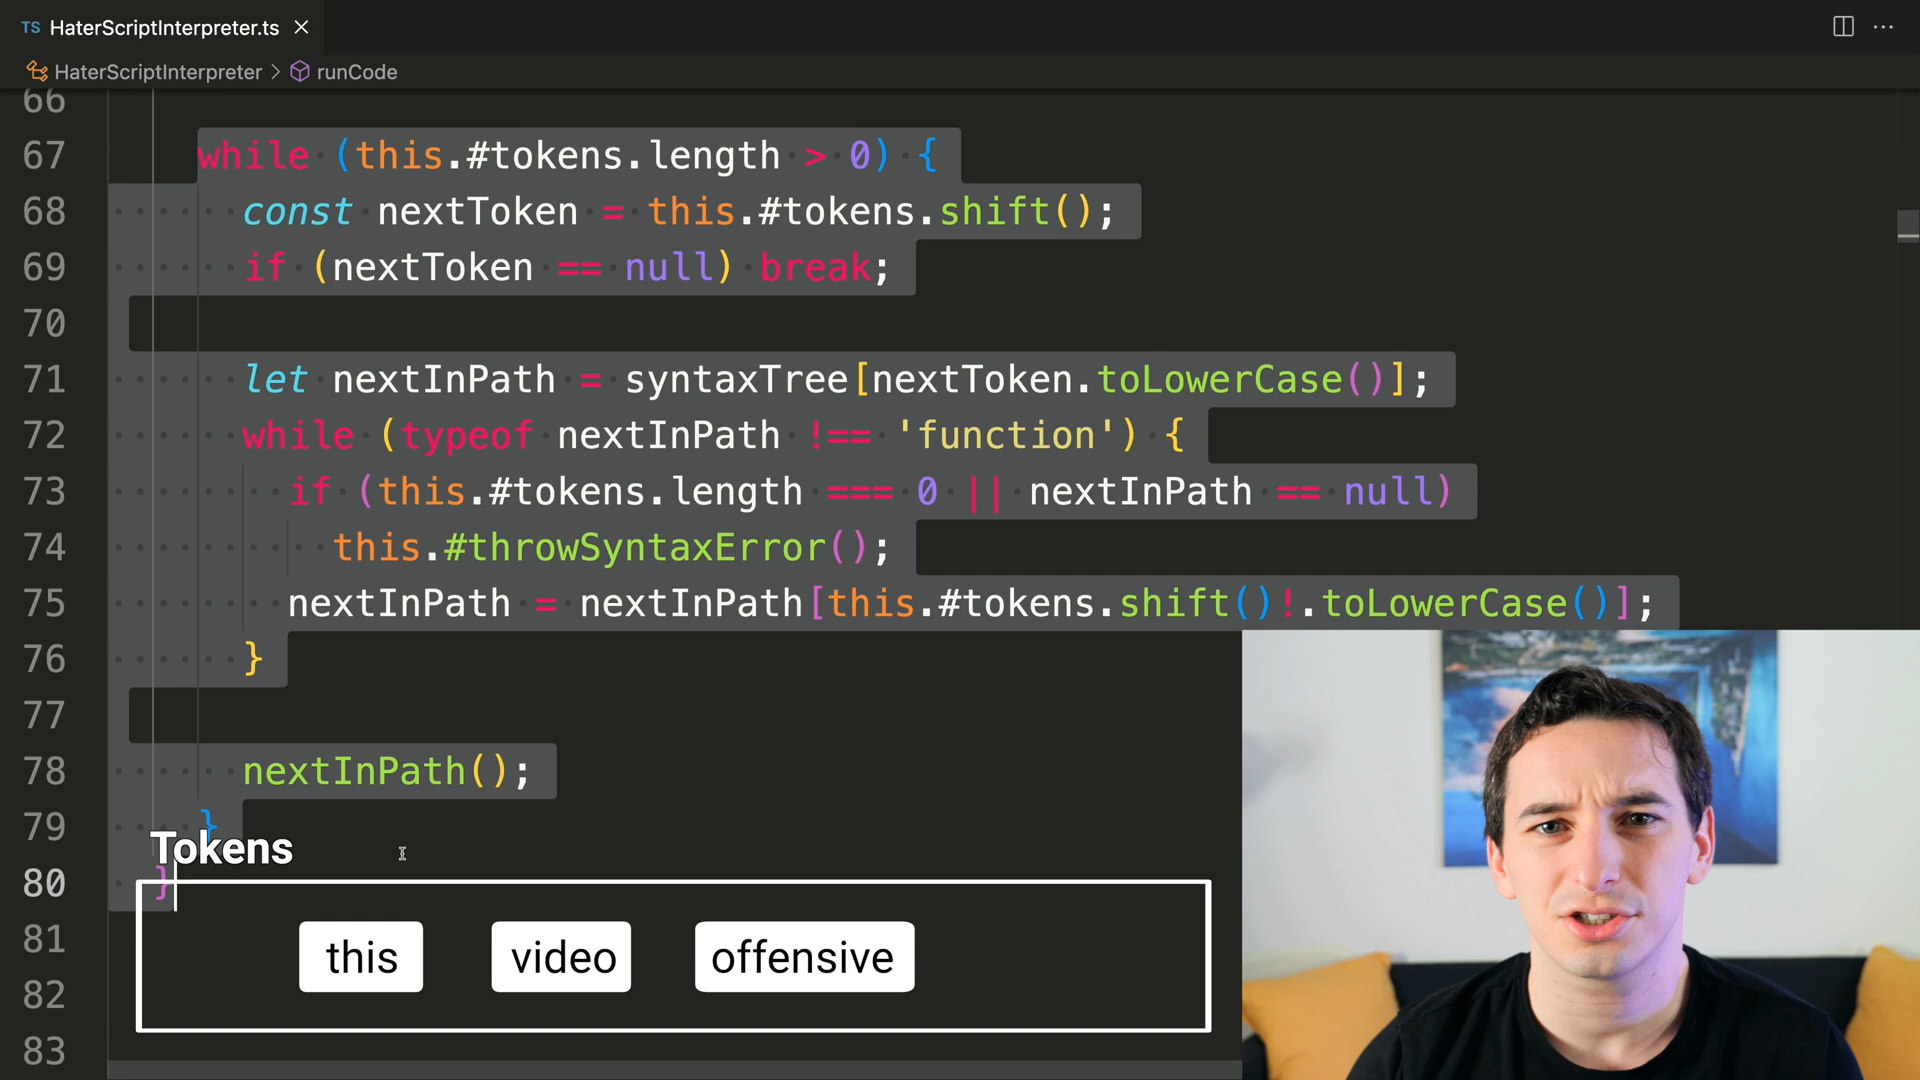 TS HaterScriptInterpreter.ts
HaterScriptInterpreter > runCode
66
67 while (this.#tokens.length > 0) {
68 const nextToken = this.#tokens.shift();
69 if (nextToken == null) break;
70
71 let nextInPath = syntaxTree[nextToken.toLowerCase()];
72 while (typeof nextInPath !== 'function') {
73 if (this.#tokens.length === 0 || nextInPath == null)
74 this.#throwSyntaxError();
75 nextInPath = nextInPath[this.#tokens.shift()!.toLowerCase()];
76 }
77
78 nextInPath();
79 }
Tokens
80 }
81
this video offensive
82
83